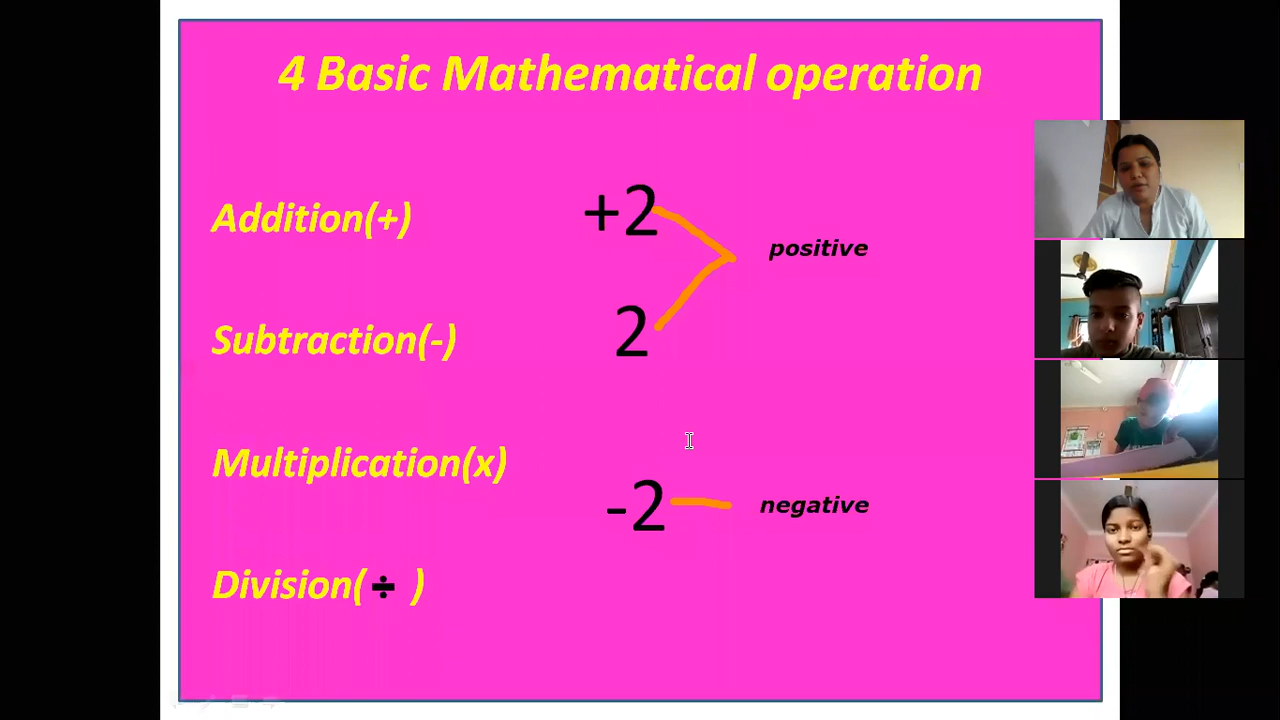 4 Basic Mathematical operation
Addition(+)
+2
positive
Subtraction(-)
2
Multiplication(x)
-2
negative
Division(÷ )